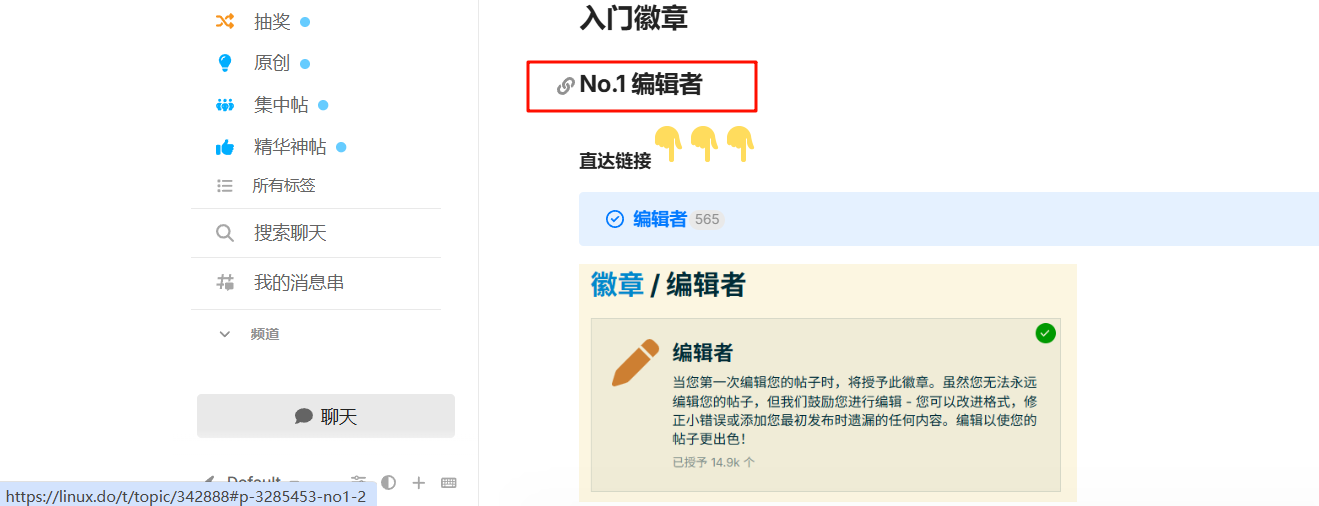 抽奖
原创
集中帖
精华神帖
所有标签
搜索聊天
我的消息串
频道
聊天
Default
https://linux.do/t/topic/342888#p-3285453-no1-2
入门徽章
No.1 编辑者
直达链接
编辑者 565
徽章 / 编辑者
编辑者
当您第一次编辑您的帖子时，将授予此徽章。虽然您无法永远
编辑您的帖子，但我们鼓励您进行编辑 - 您可以改进格式，修
正小错误或添加您最初发布时遗漏的任何内容。编辑以使您的
帖子更出色！
已授予 14.9k 个